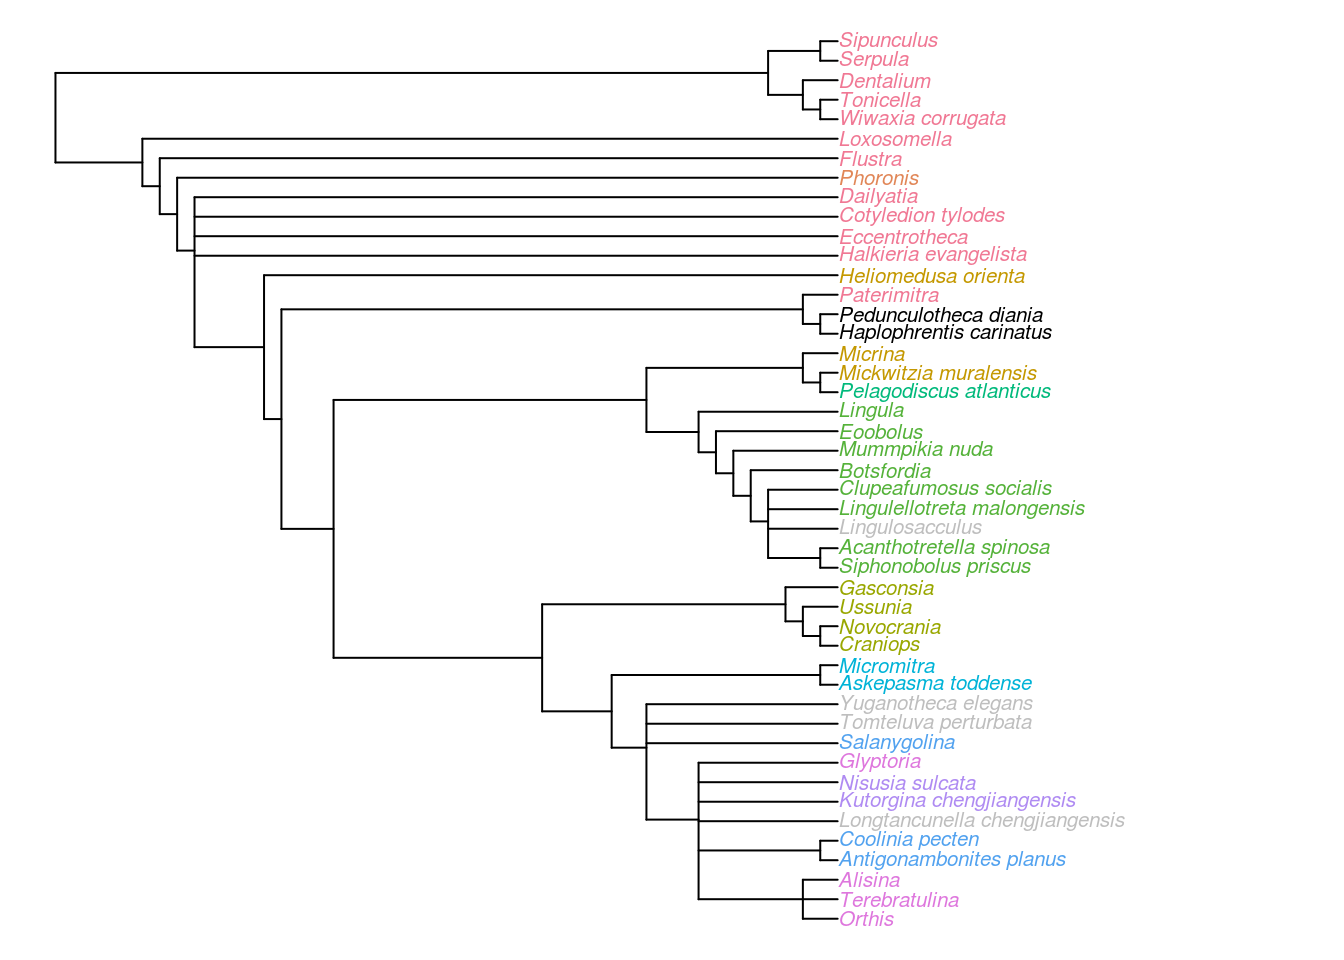 Sipunculus
Serpula
Dentalium
Tonicella
Wiwaxia corrugata
Loxosomella
Flustra
Phoronis
Dailyatia
Cotyledion tylodes
Eccentrotheca
Halkieria evangelista
Heliomedusa orienta
Paterimitra
Pedunculotheca diania
Haplophrentis carinatus
Micrina
Mickwitzia muralensis
Pelagodiscus atlanticus
Lingula
Eoobolus
Mummpikia nuda
Botsfordia
Clupeafumosus socialis
Lingulellotreta malongensis
Lingulosacculus
Acanthotretella spinosa
Siphonobolus priscus
Gasconsia
Ussunia
Novocrania
Craniops
Micromitra
Askepasma toddense
Yuganotheca elegans
Tomteluva perturbata
Salanygolina
Glyptoria
Nisusia sulcata
Kutorgina chengjiangensis
Longtancunella chengjiangensis
Coolinia pecten
Antigonambonites planus
Alisina
Terebratulina
Orthis